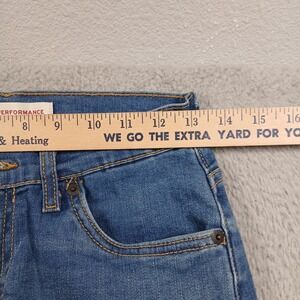 PERFORMANCE
8 9 10 11 12 13 14 15 16
& Heating WE GO THE EXTRA YARD FOR YO